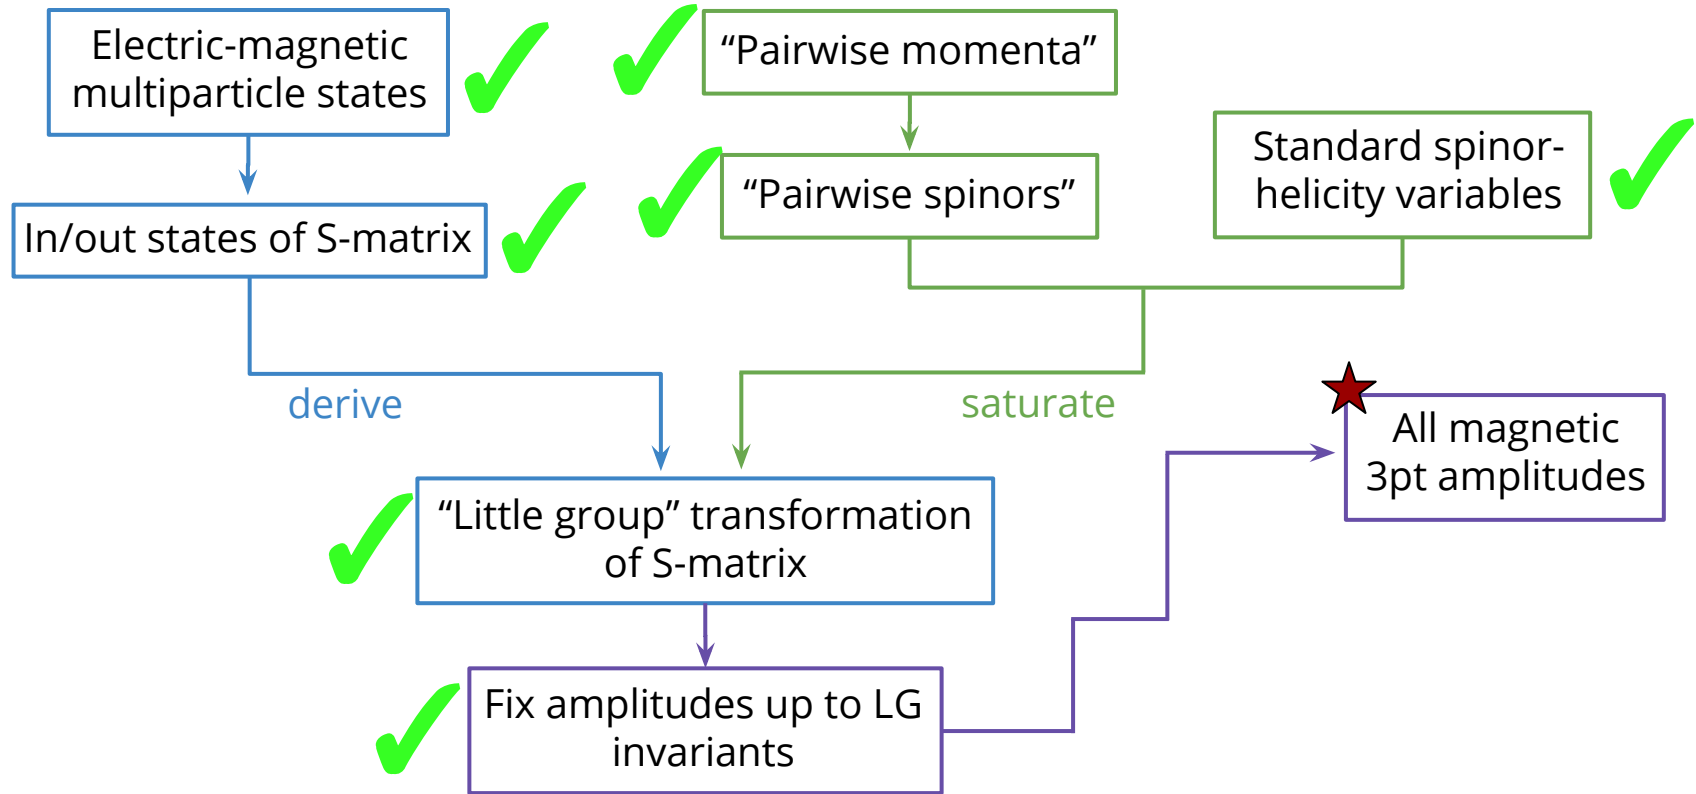 Electric-magnetic
multiparticle states
“Pairwise momenta”
Standard spinor-
helicity variables
“Pairwise spinors”
In/out states of S-matrix
derive
saturate
All magnetic
3pt amplitudes
“Little group” transformation
of S-matrix
Fix amplitudes up to LG
invariants